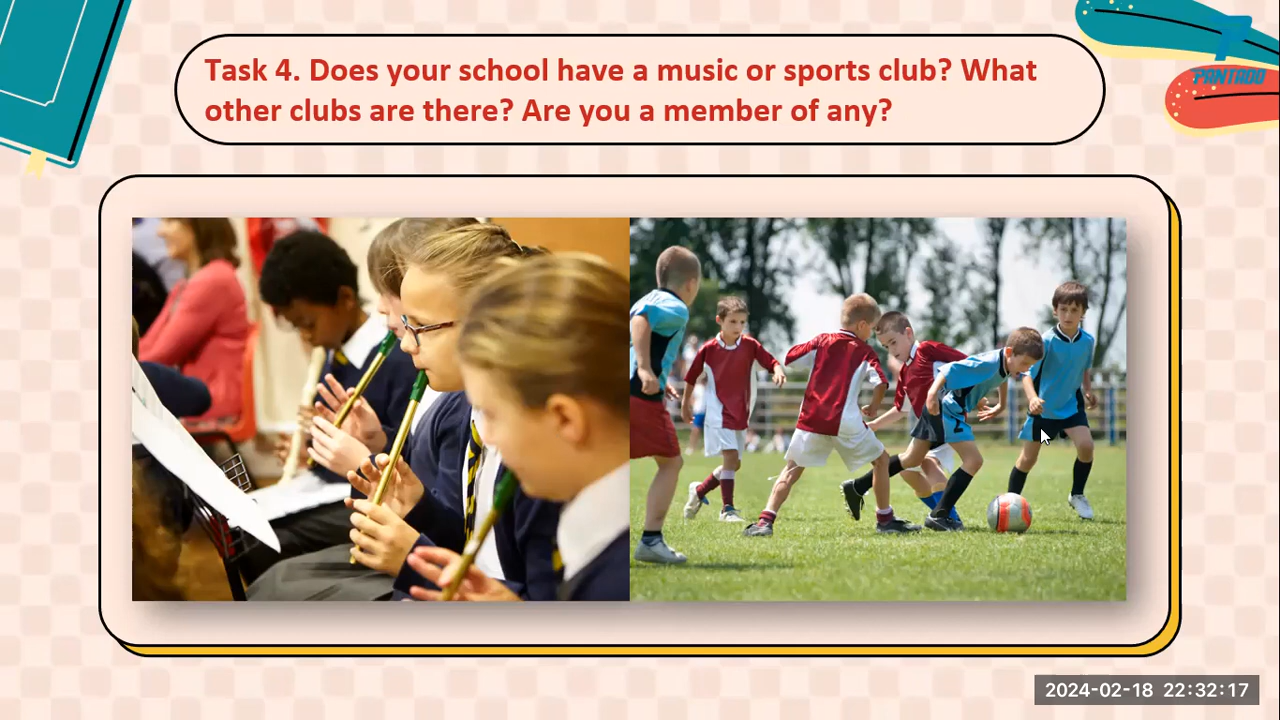 Task 4. Does your school have a music or sports club? What
other clubs are there? Are you a member of any?
PANTADO
2
2024-02-18 22:32:17